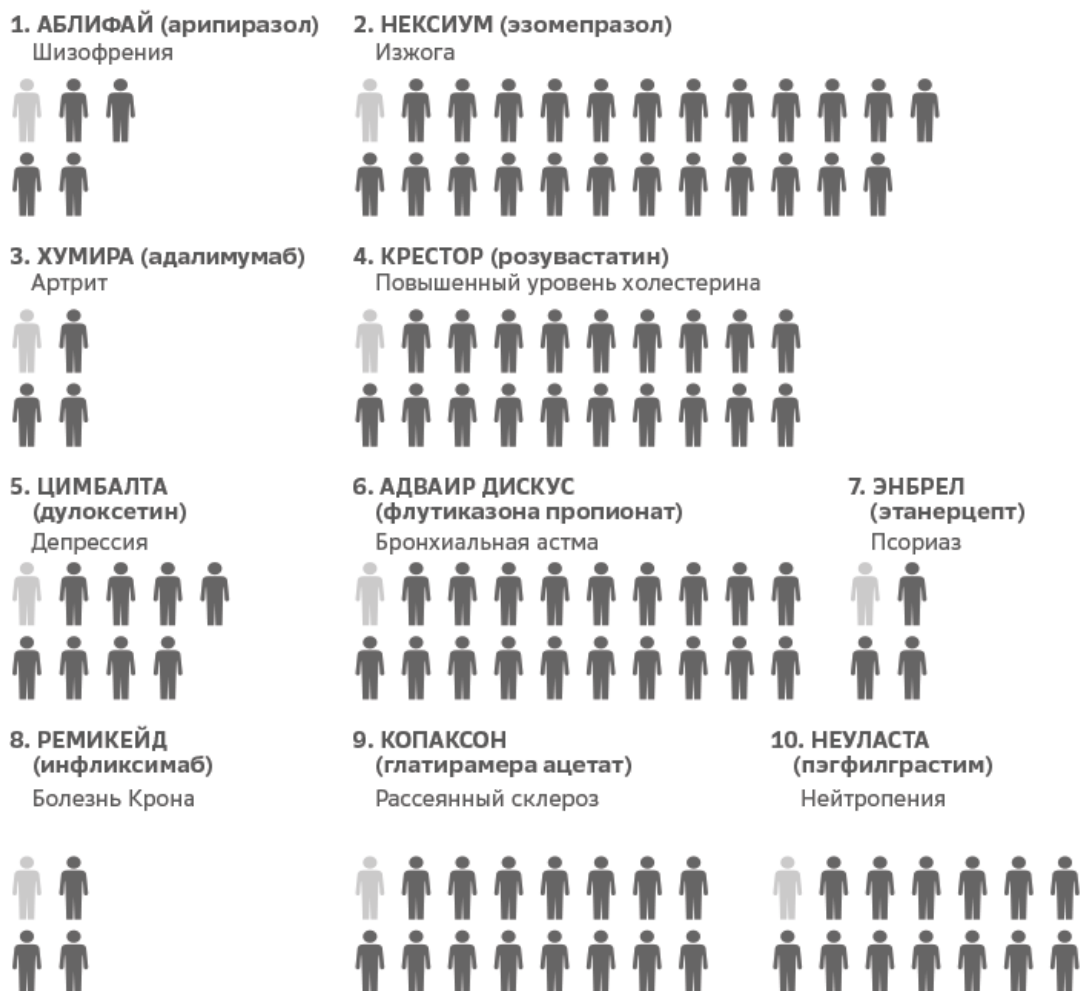 1. АБЛИФАЙ (арипиразол)
Шизофрения
2. НЕКСИУМ (эзомепразол)
Изжога
3. ХУМИРА (адалимумаб)
Артрит
4. КРЕСТОР (розувастатин)
Повышенный уровень холестерина
5. ЦИМБАЛТА
(дулоксетин)
Депрессия
6. АДВАИР ДИСКУС
(флутиказона пропионат)
Бронхиальная астма
7. ЭНБРЕЛ
(этанерцепт)
Псориаз
8. РЕМИКЕЙД
(инфликсимаб)
Болезнь Крона
9. КОПАКСОН
(глатирамера ацетат)
Рассеянный склероз
10. НЕУЛАСТА
(пэгфилграстим)
Нейтропения